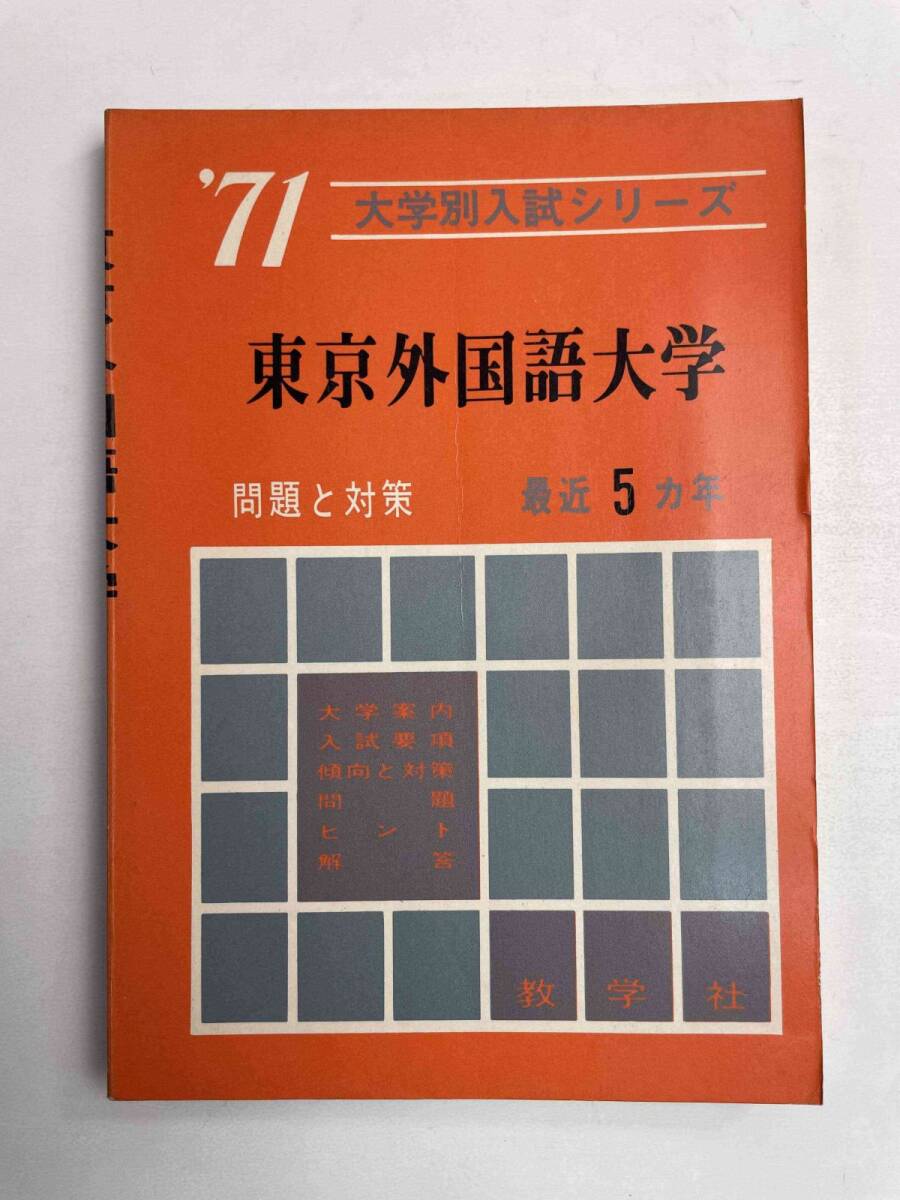 '71 大学別入試シリーズ
東京外国語大学
問題と対策 最近5カ年
大学案内
入試要項
傾向と対策
問題
ヒント
解答
教学社